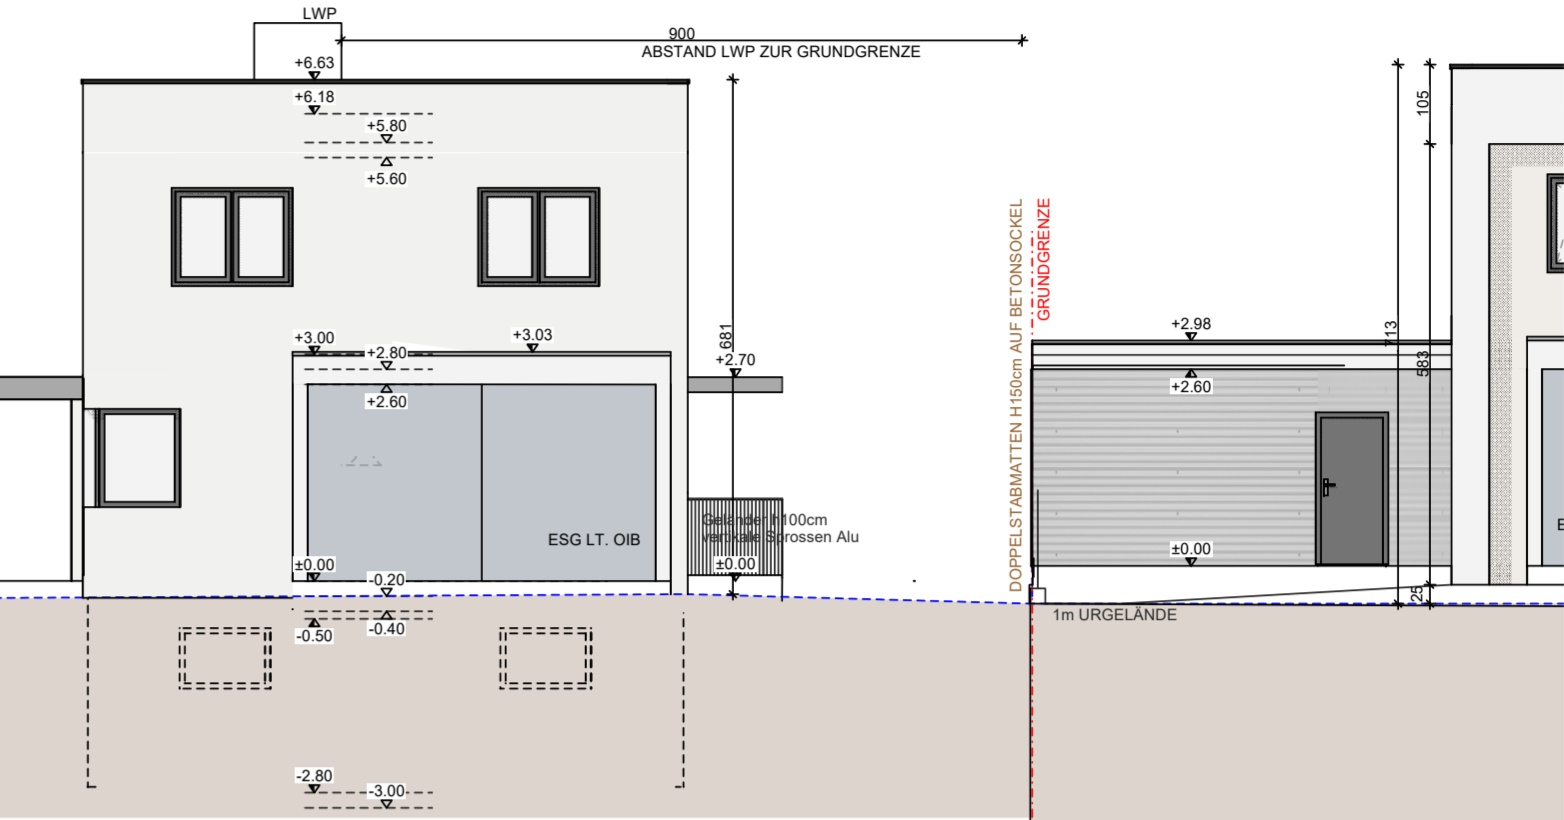 LWP
900
ABSTAND LWP ZUR GRUNDGRENZE
+6.63
+6.18
+5.80
+5.60
105
DOPPELSTABMATTEN H150cm AUF BETONSOCKEL
GRUNDGRENZE
+3.00
+2.80
+2.60
+3.03
681
+2.70
+2.98
+2.60
713
583
ESG LT. OIB
Geländer h100cm
vertikale Sprossen Alu
±0.00
-0.20
±0.00
±0.00
E
25
-0.50
-0.40
1m URGELÄNDE
-2.80
-3.00